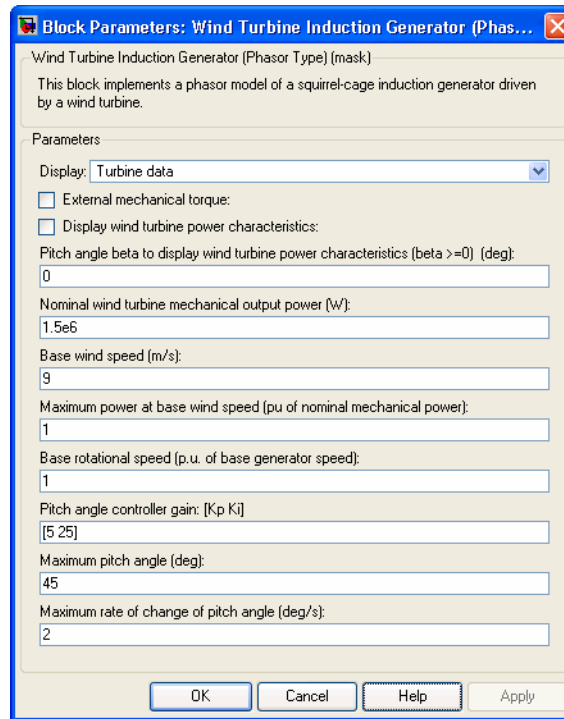 Block Parameters: Wind Turbine Induction Generator (Phas...
Wind Turbine Induction Generator (Phasor Type) (mask)
This block implements a phasor model of a squirrel-cage induction generator driven
by a wind turbine.
Parameters
Display: Turbine data
External mechanical torque:
Display wind turbine power characteristics:
Pitch angle beta to display wind turbine power characteristics (beta >=0) (deg):
0
Nominal wind turbine mechanical output power (W):
1.5e6
Base wind speed (m/s):
9
Maximum power at base wind speed (pu of nominal mechanical power):
1
Base rotational speed (p.u. of base generator speed):
1
Pitch angle controller gain: [Kp Ki]
[5 25]
Maximum pitch angle (deg):
45
Maximum rate of change of pitch angle (deg/s):
2
OK Cancel Help Apply